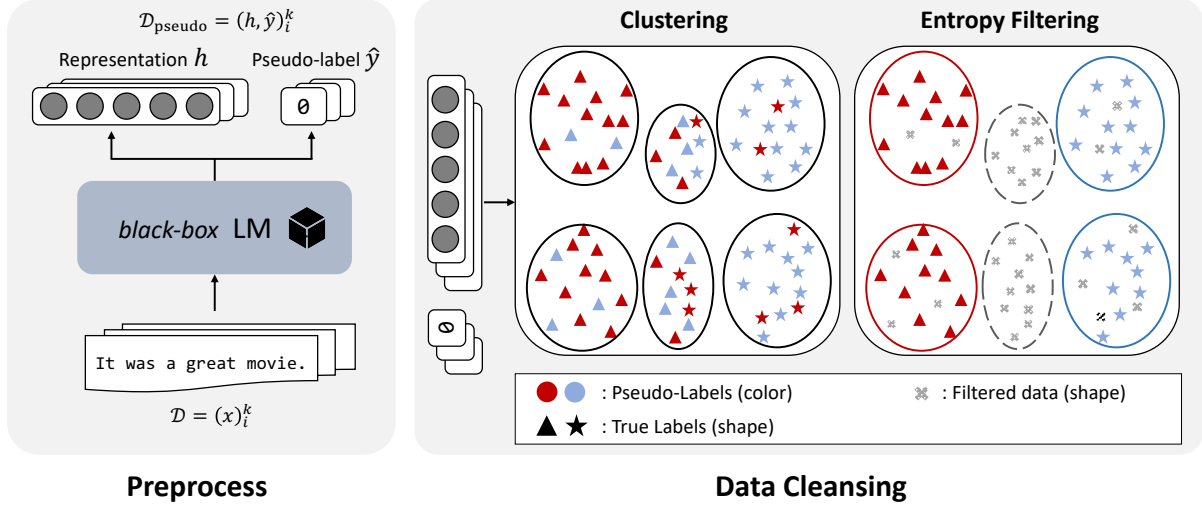 𝒟pseudo = (h, ŷ)ᵢᵏ
Representation h
Pseudo-label ŷ
0
black-box LM
It was a great movie.
𝒟 = (x)ᵢᵏ
Preprocess
Clustering
Entropy Filtering
0
: Pseudo-Labels (color)
: Filtered data (shape)
: True Labels (shape)
Data Cleansing